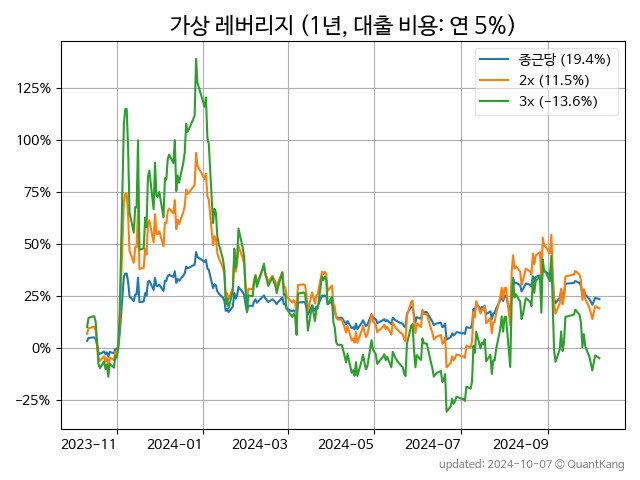 가상 레버리지 (1년, 대출 비용: 연 5%)
종근당 (19.4%)
2x (11.5%)
3x (−13.6%)
125%
100%
75%
50%
25%
0%
−25%
2023-11
2024-01
2024-03
2024-05
2024-07
2024-09
updated: 2024-10-07 © QuantKang